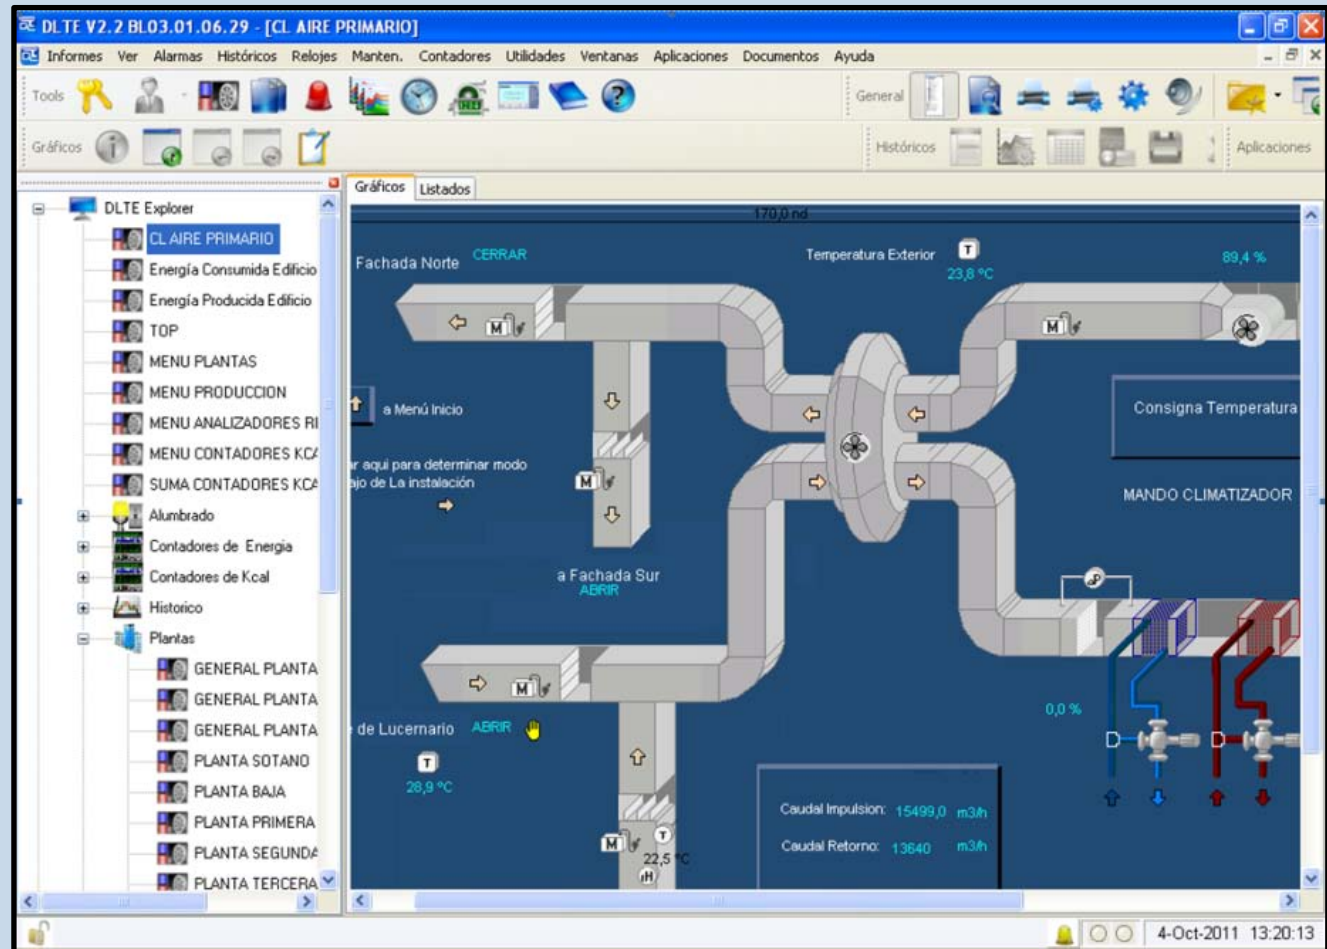 DLTE V2.2 BL03.01.06.29 - [CL AIRE PRIMARIO]
Informes Ver Alarmas Históricos Relojes Manten. Contadores Utilidades Ventanas Aplicaciones Documentos Ayuda
Tools General
Gráficos Históricos Aplicaciones
Gráficos Listados
DLTE Explorer
CL AIRE PRIMARIO
Energía Consumida Edificio
Energía Producida Edificio
TOP
MENU PLANTAS
MENU PRODUCCION
MENU ANALIZADORES RI
MENU CONTADORES KCA
SUMA CONTADORES KCA
Alumbrado
Contadores de Energia
Contadores de Kcal
Historico
Plantas
GENERAL PLANTA
GENERAL PLANTA
GENERAL PLANTA
PLANTA SOTANO
PLANTA BAJA
PLANTA PRIMERA
PLANTA SEGUNDA
PLANTA TERCERA
170,0 nd
Fachada Norte CERRAR
Temperatura Exterior T
23,8 °C
89,4 %
M
M
a Menú Inicio
Consigna Temperatura
ar aqui para determinar modo
ajo de La instalación
M
MANDO CLIMATIZADOR
a Fachada Sur
ABRIR
P
M
de Lucernario ABRIR
0,0 %
T
28,9 °C
Caudal Impulsion: 15499,0 m3/h
Caudal Retorno: 13640 m3/h
M T
22,5 °C
H
4-Oct-2011 13:20:13